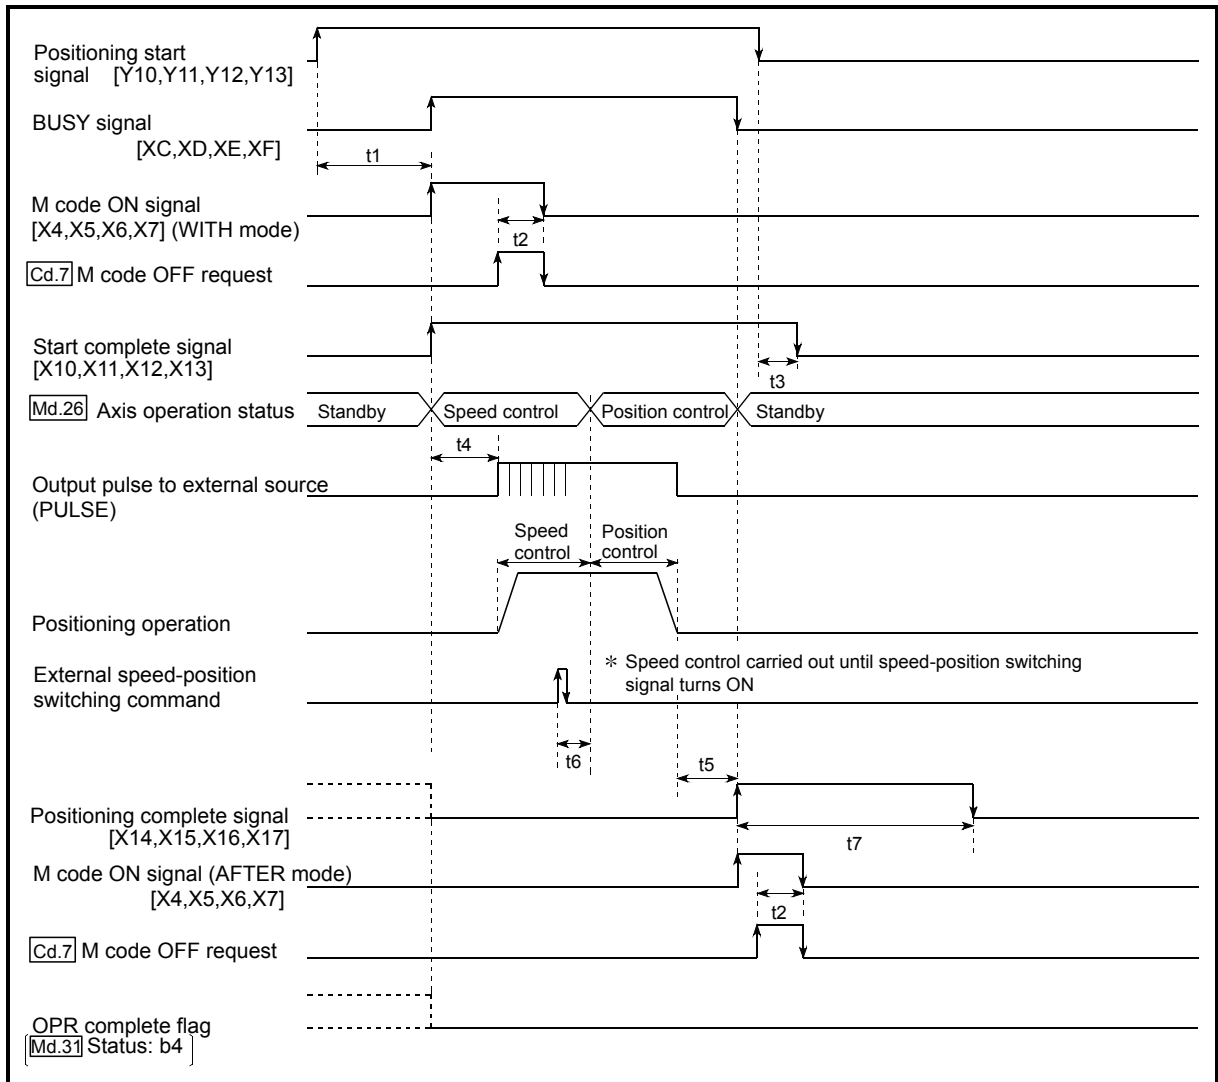 Positioning start
signal [Y10,Y11,Y12,Y13]
BUSY signal
[XC,XD,XE,XF]
t1
M code ON signal
[X4,X5,X6,X7] (WITH mode)
t2
Cd.7 M code OFF request
Start complete signal
[X10,X11,X12,X13]
t3
Md.26 Axis operation status
Standby
Speed control
Position control
Standby
t4
Output pulse to external source
(PULSE)
Speed
control
Position
control
Positioning operation
External speed-position
switching command
* Speed control carried out until speed-position switching
signal turns ON
t6
t5
Positioning complete signal
[X14,X15,X16,X17]
t7
M code ON signal (AFTER mode)
[X4,X5,X6,X7]
t2
Cd.7 M code OFF request
OPR complete flag
[Md.31 Status: b4]